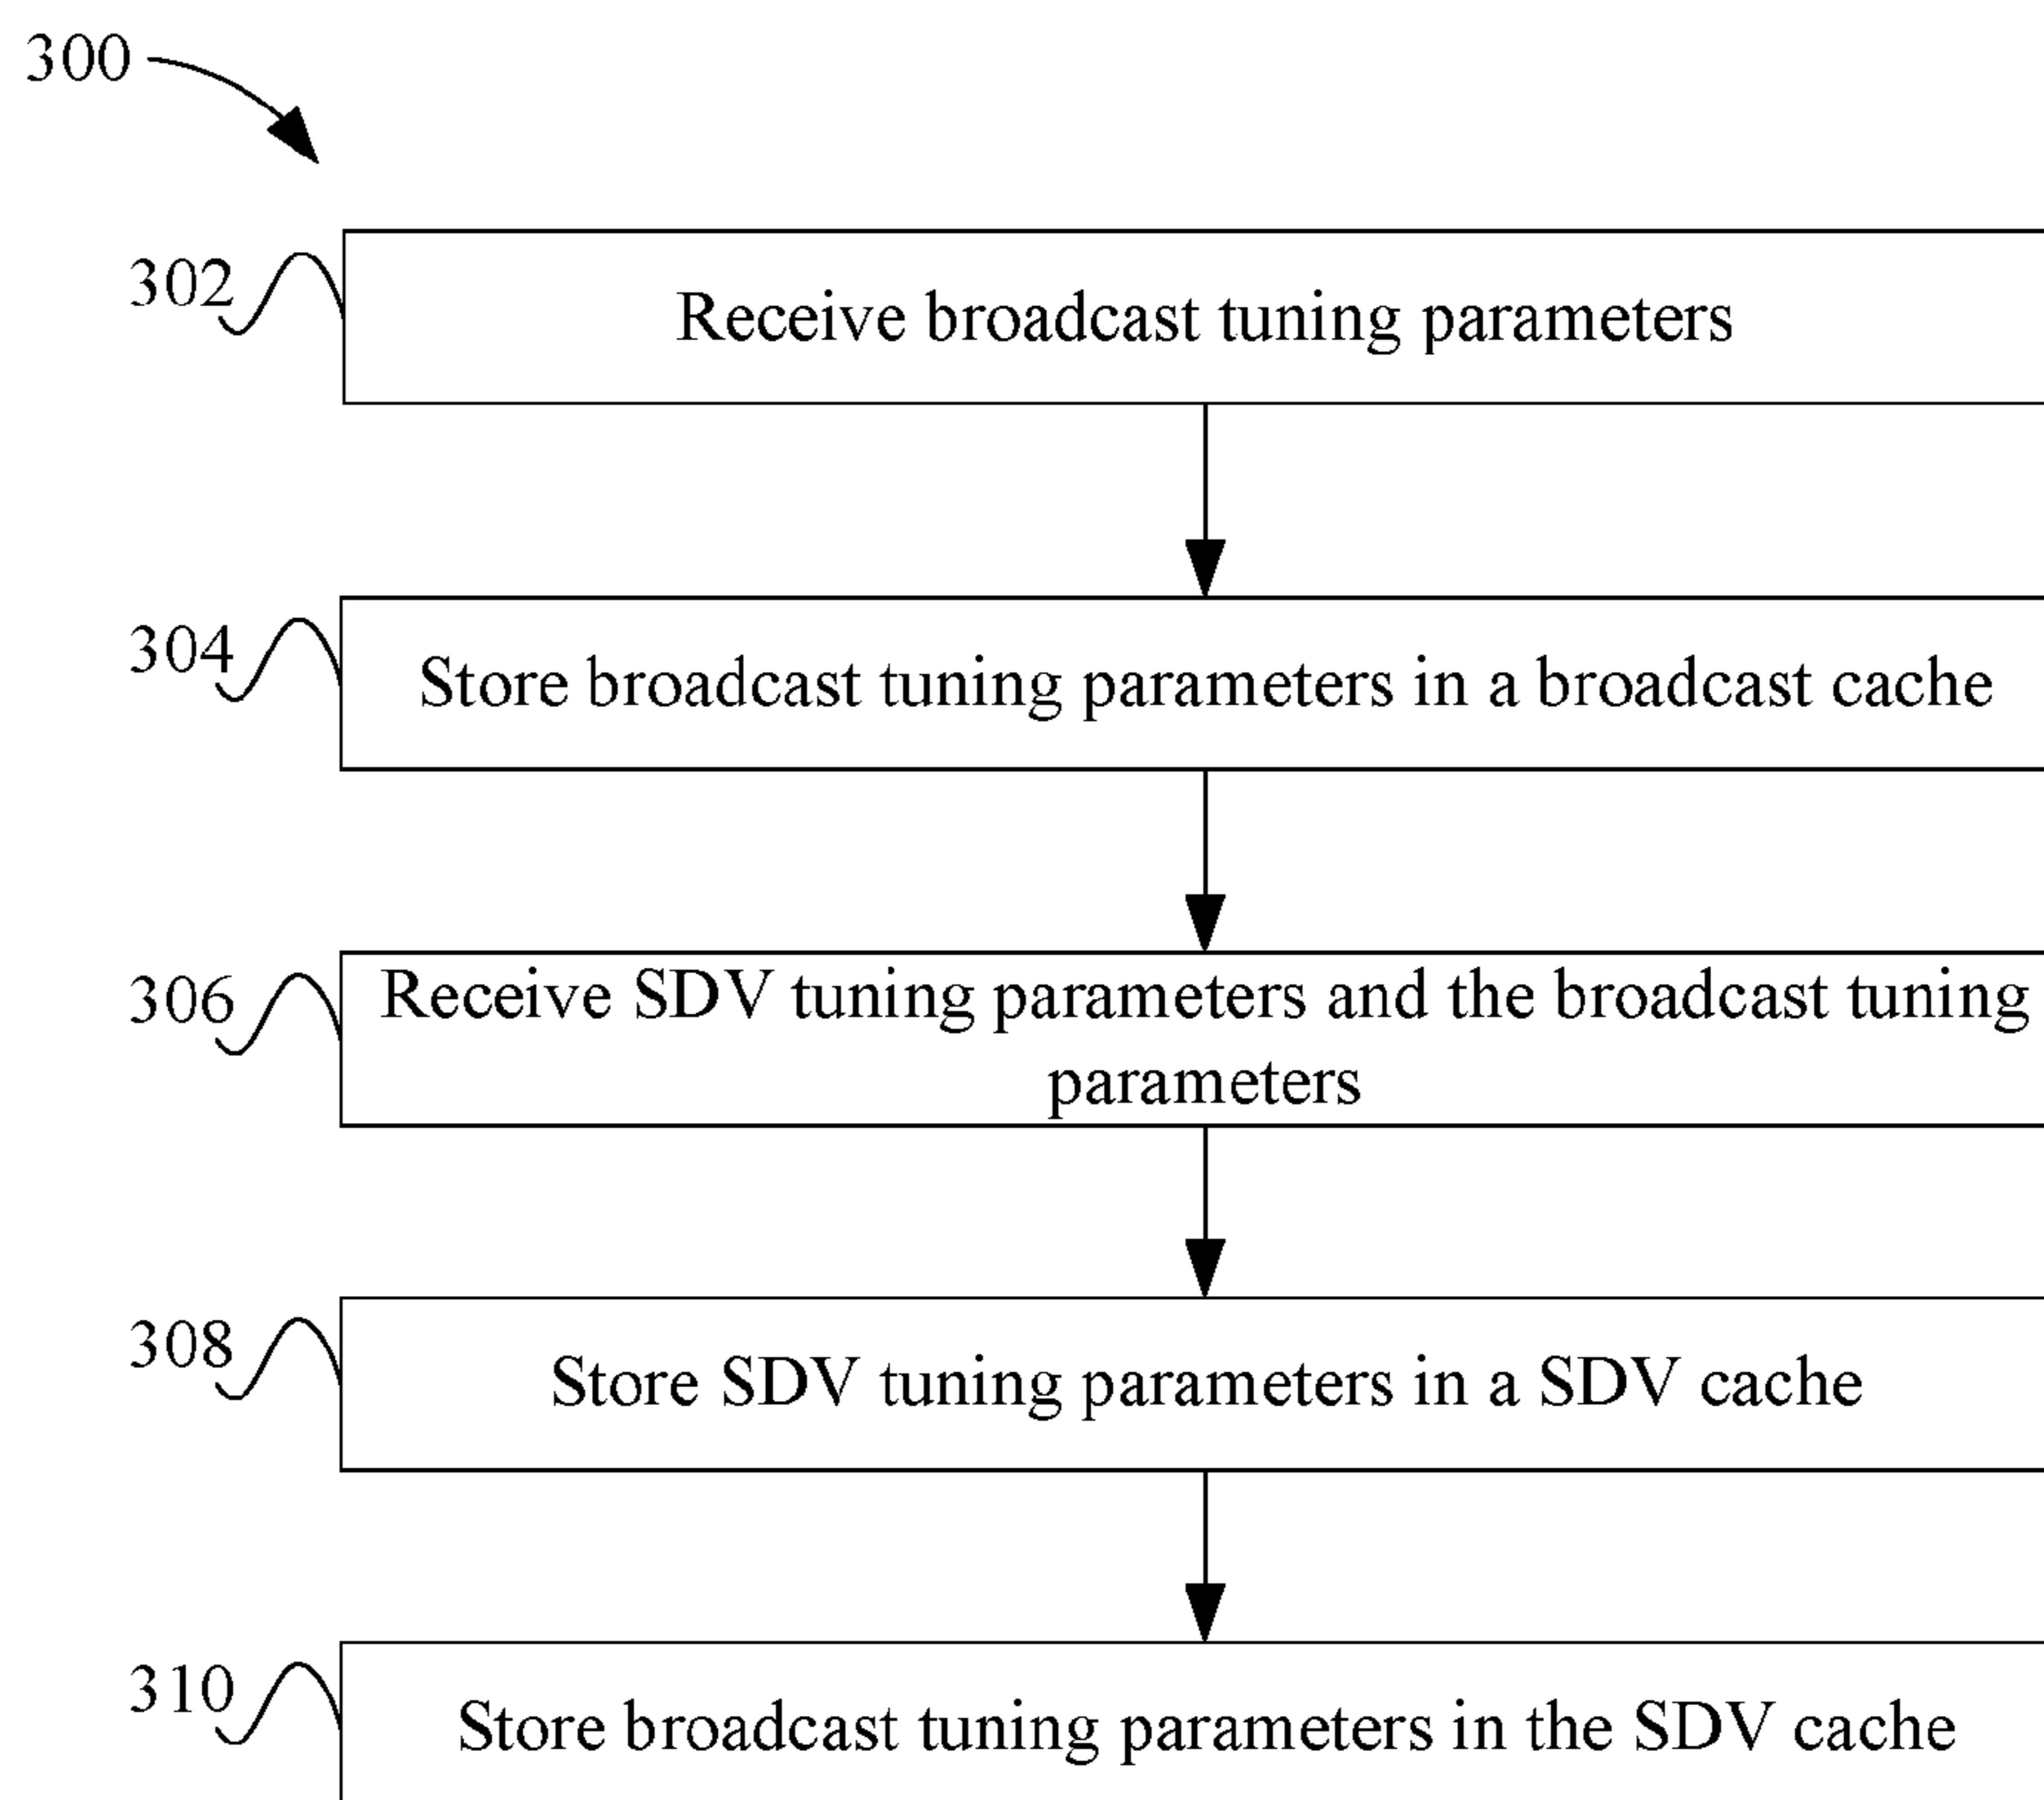 300
302
Receive broadcast tuning parameters
304
Store broadcast tuning parameters in a broadcast cache
306
Receive SDV tuning parameters and the broadcast tuning
parameters
308
Store SDV tuning parameters in a SDV cache
310
Store broadcast tuning parameters in the SDV cache